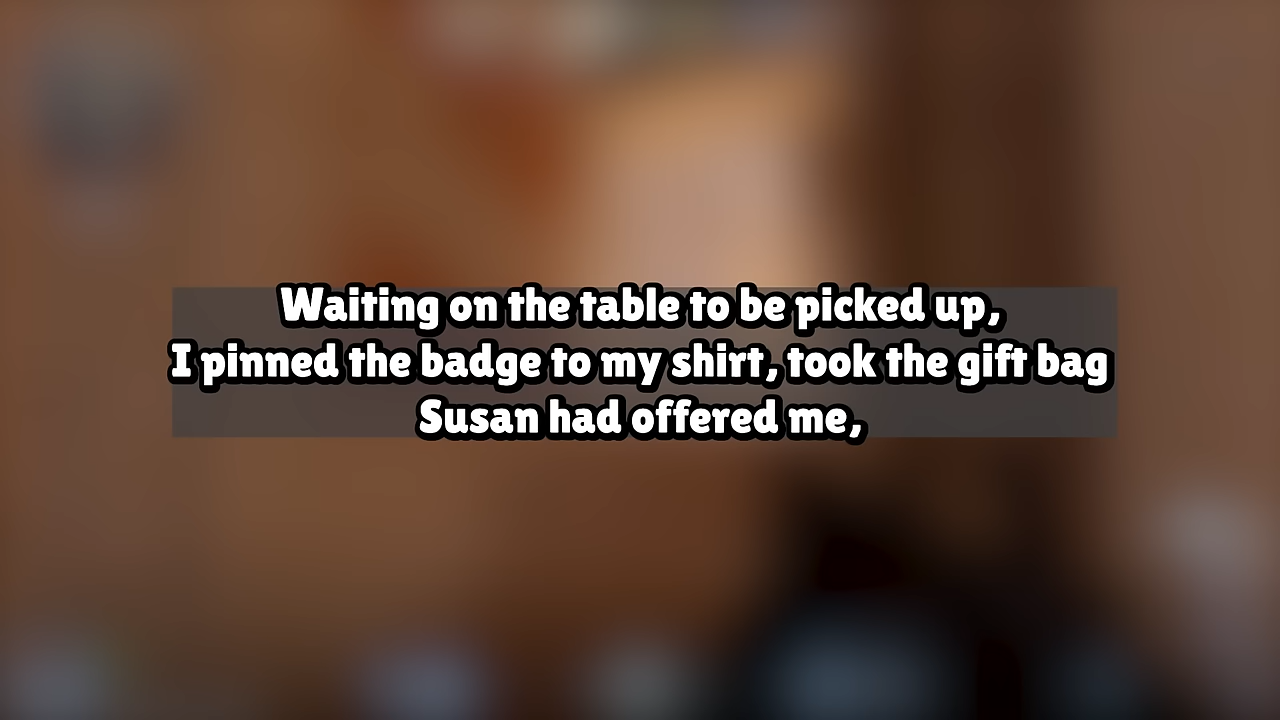 Waiting on the table to be picked up,
I pinned the badge to my shirt, took the gift bag
Susan had offered me,